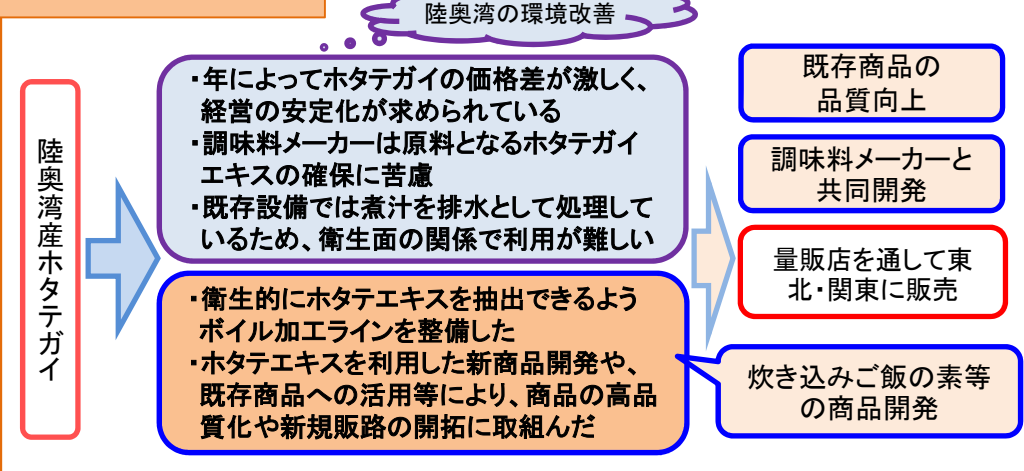 陸奥湾の環境改善
陸奥湾産ホタテガイ
・年によってホタテガイの価格差が激しく、
経営の安定化が求められている
・調味料メーカーは原料となるホタテガイ
エキスの確保に苦慮
・既存設備では煮汁を排水として処理して
いるため、衛生面の関係で利用が難しい
・衛生的にホタテエキスを抽出できるよう
ボイル加工ラインを整備した
・ホタテエキスを利用した新商品開発や、
既存商品への活用等により、商品の高品
質化や新規販路の開拓に取組んだ
既存商品の
品質向上
調味料メーカーと
共同開発
量販店を通して東
北・関東に販売
炊き込みご飯の素等
の商品開発